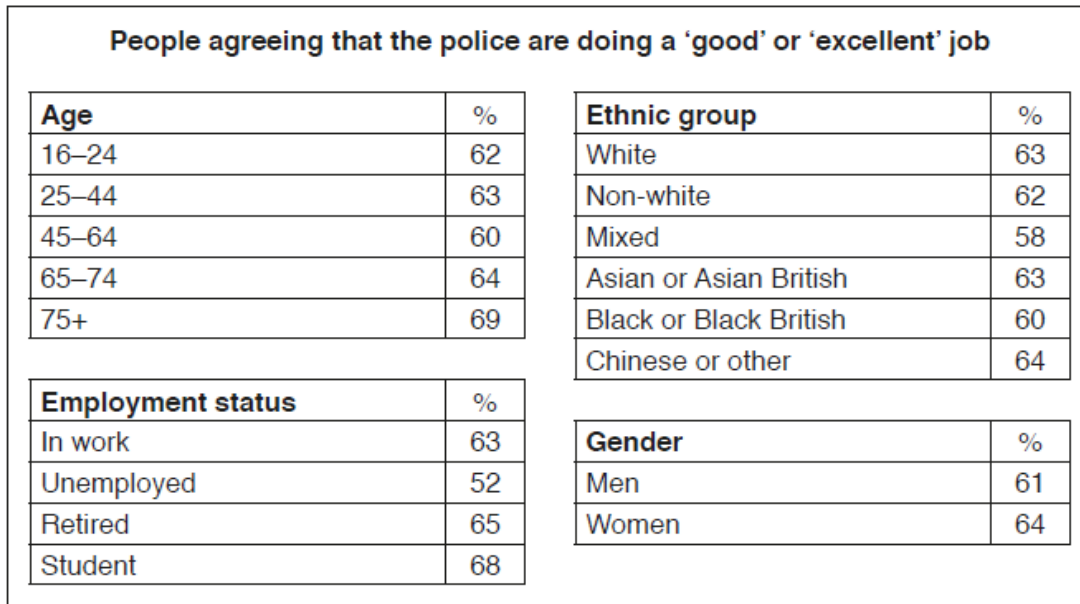 People agreeing that the police are doing a ‘good’ or ‘excellent’ job
Age %
16–24 62
25–44 63
45–64 60
65–74 64
75+ 69
Employment status %
In work 63
Unemployed 52
Retired 65
Student 68
Ethnic group %
White 63
Non-white 62
Mixed 58
Asian or Asian British 63
Black or Black British 60
Chinese or other 64
Gender %
Men 61
Women 64